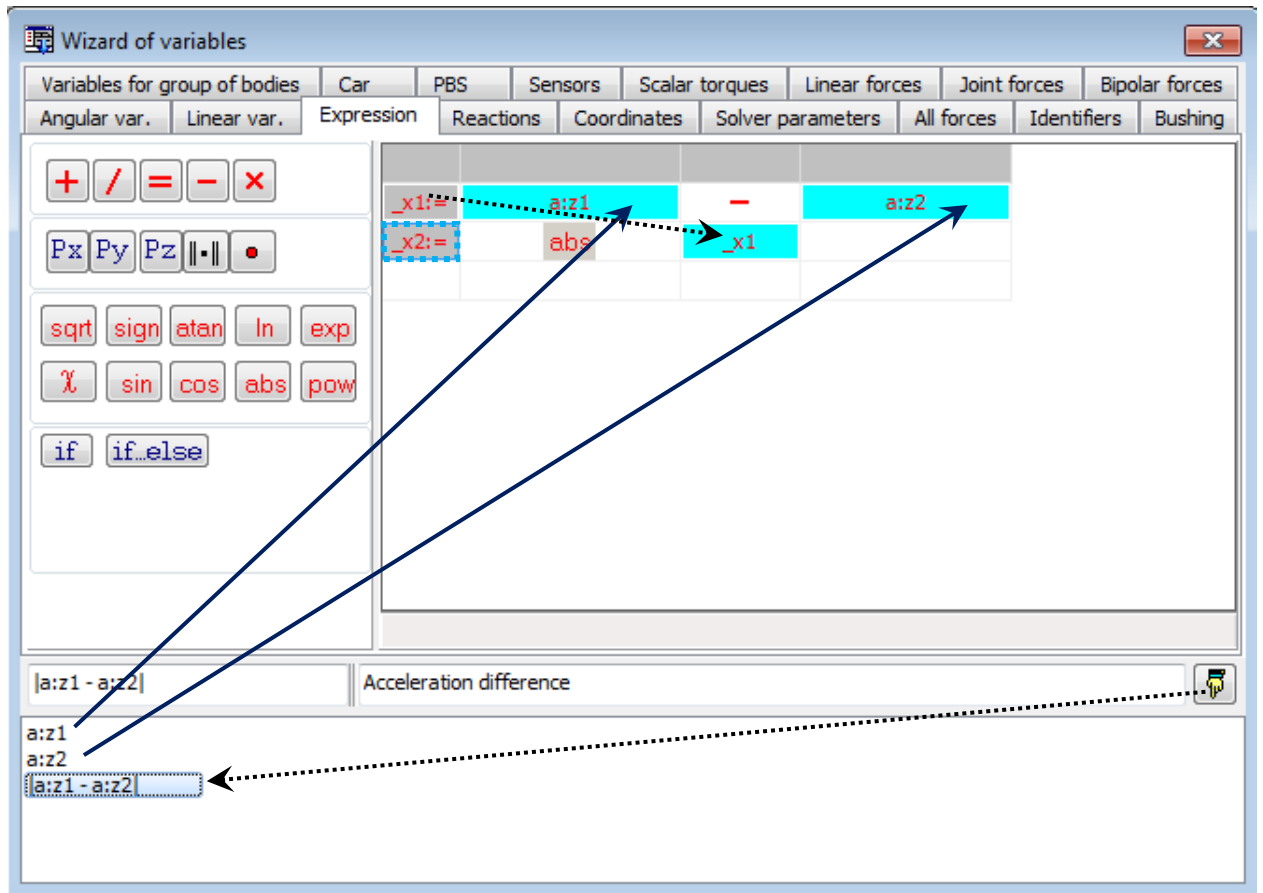 Wizard of variables
Variables for group of bodies Car PBS Sensors Scalar torques Linear forces Joint forces Bipolar forces
Angular var. Linear var. Expression Reactions Coordinates Solver parameters All forces Identifiers Bushing
+ / = − ×
Px Py Pz ‖▪‖ •
sqrt sign atan ln exp
χ sin cos abs pow
if if…else
_x1:= a:z1 − a:z2
_x2:= abs _x1
|a:z1 - a:z2| Acceleration difference
a:z1
a:z2
|a:z1 - a:z2|